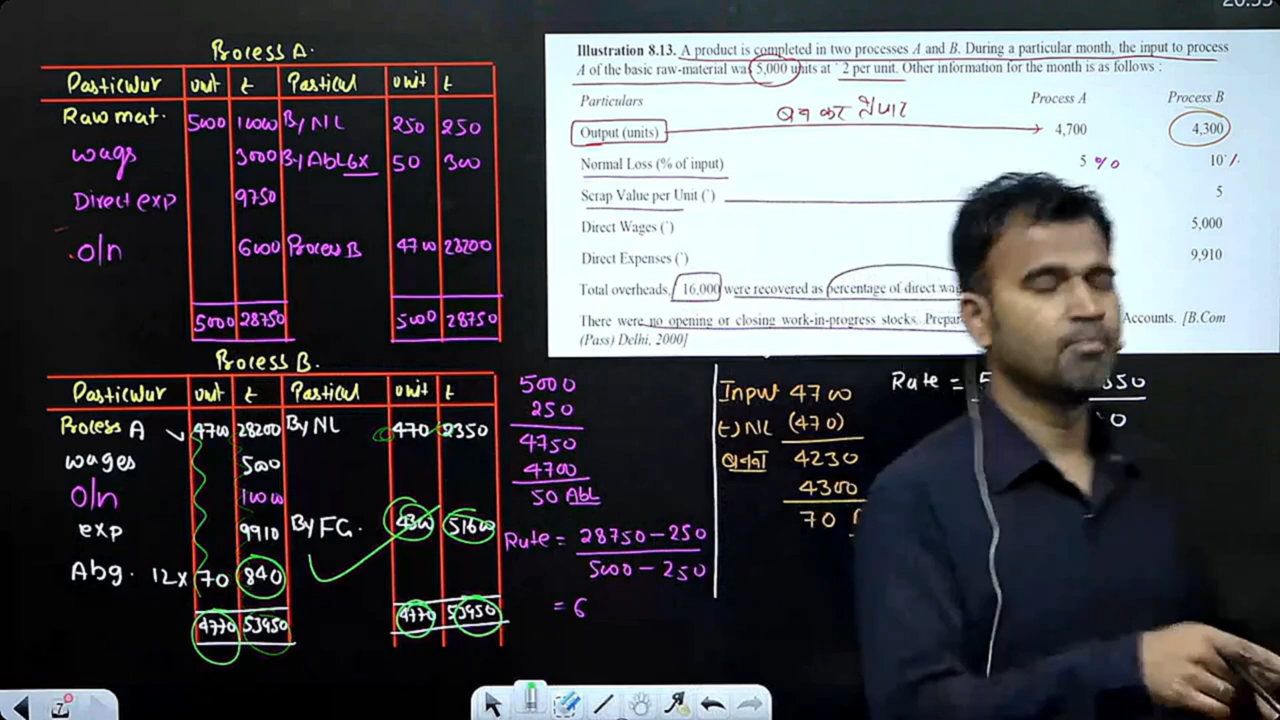 Process A.
Particular unit ₹ Particul unit ₹
Raw mat. 5000 10000 By NL 250 250
wags 3000 By AbL 6x 50 300
Direct exp 9750
O/n 6000 Process B 4700 28200
5000 28750 5000 28750
Process B.
Particular unit ₹ Particul unit ₹
Process A 4700 28200 By NL 470 2350
wages 5000
O/n 10000
exp 9910 By FG. 4300 51600
Abg. 12x 70 840
4770 53950 4770 53950
Illustration 8.13. A product is completed in two processes A and B. During a particular month, the input to process
A of the basic raw-material was 5,000 units at ` 2 per unit. Other information for the month is as follows :
Particulars Process A Process B
बनकर तैयार
Output (units) 4,700 4,300
Normal Loss (% of input) 5 % 10 %
Scrap Value per Unit (`) 5
Direct Wages (`) 5,000
Direct Expenses (`) 9,910
Total overheads, 16,000 were recovered as percentage of direct wag
There were no opening or closing work-in-progress stocks. Prepar Accounts. [B.Com
(Pass) Delhi, 2000]
5000
250
4750
4700
50 AbL
Rate = 28750-250
5000-250
= 6
Input 4700
(-) NL (470)
बनना 4230
4300
70
Rate =
7